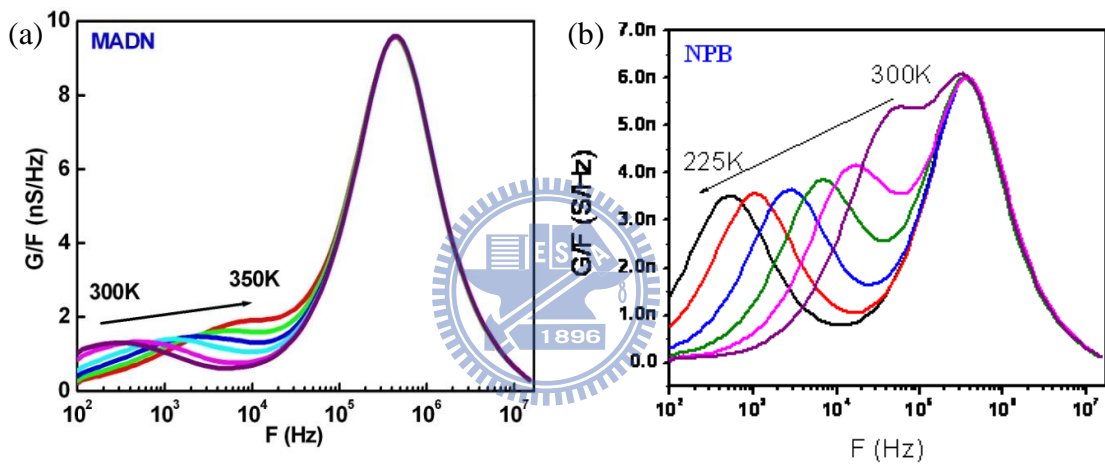 (a)
MADN
G/F (nS/Hz)
10
8
6
4
2
0
300K
350K
10² 10³ 10⁴ 10⁵ 10⁶ 10⁷
F (Hz)
ESA
1896
(b)
NPB
G/F (S/Hz)
7.0n
6.0n
5.0n
4.0n
3.0n
2.0n
1.0n
0.0
300K
225K
10² 10³ 10⁴ 10⁵ 10⁶ 10⁷
F (Hz)